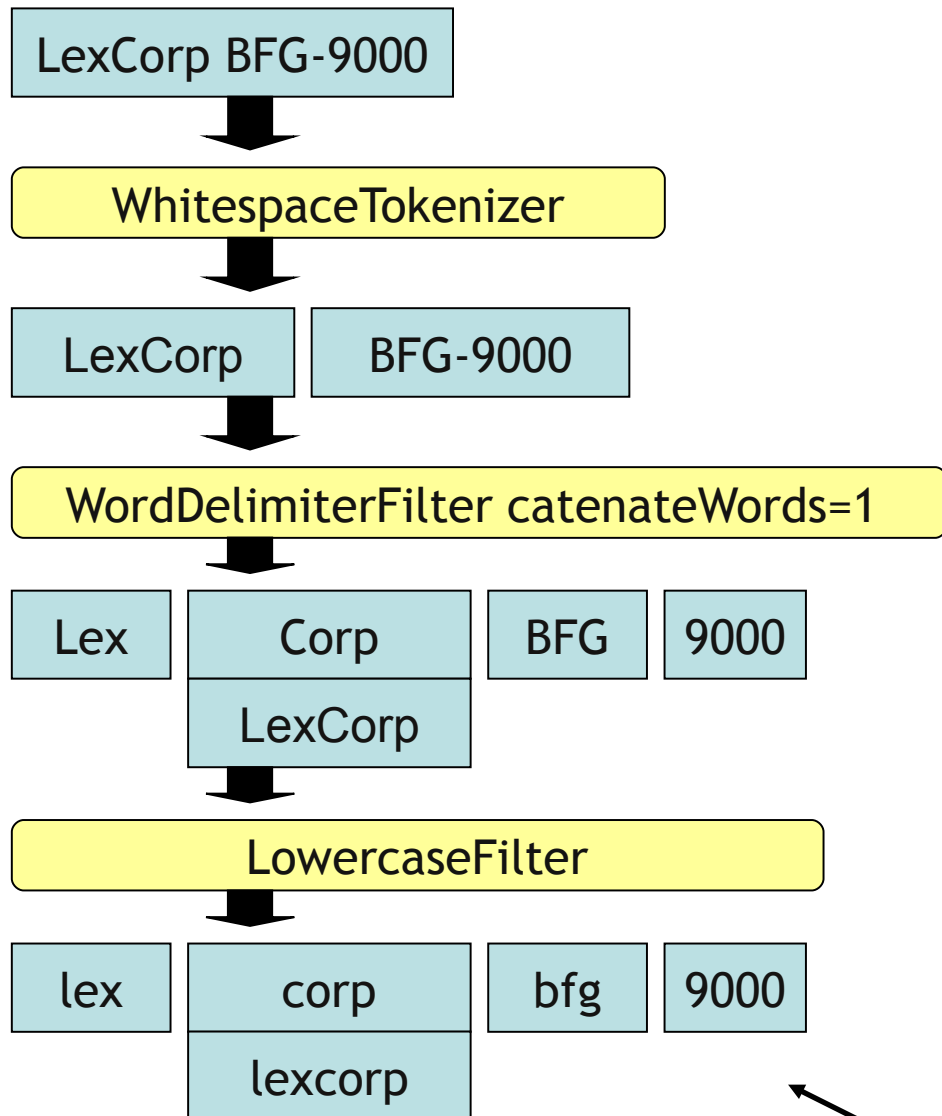 LexCorp BFG-9000
WhitespaceTokenizer
LexCorp BFG-9000
WordDelimiterFilter catenateWords=1
Lex Corp BFG 9000
LexCorp
LowercaseFilter
lex corp bfg 9000
lexcorp